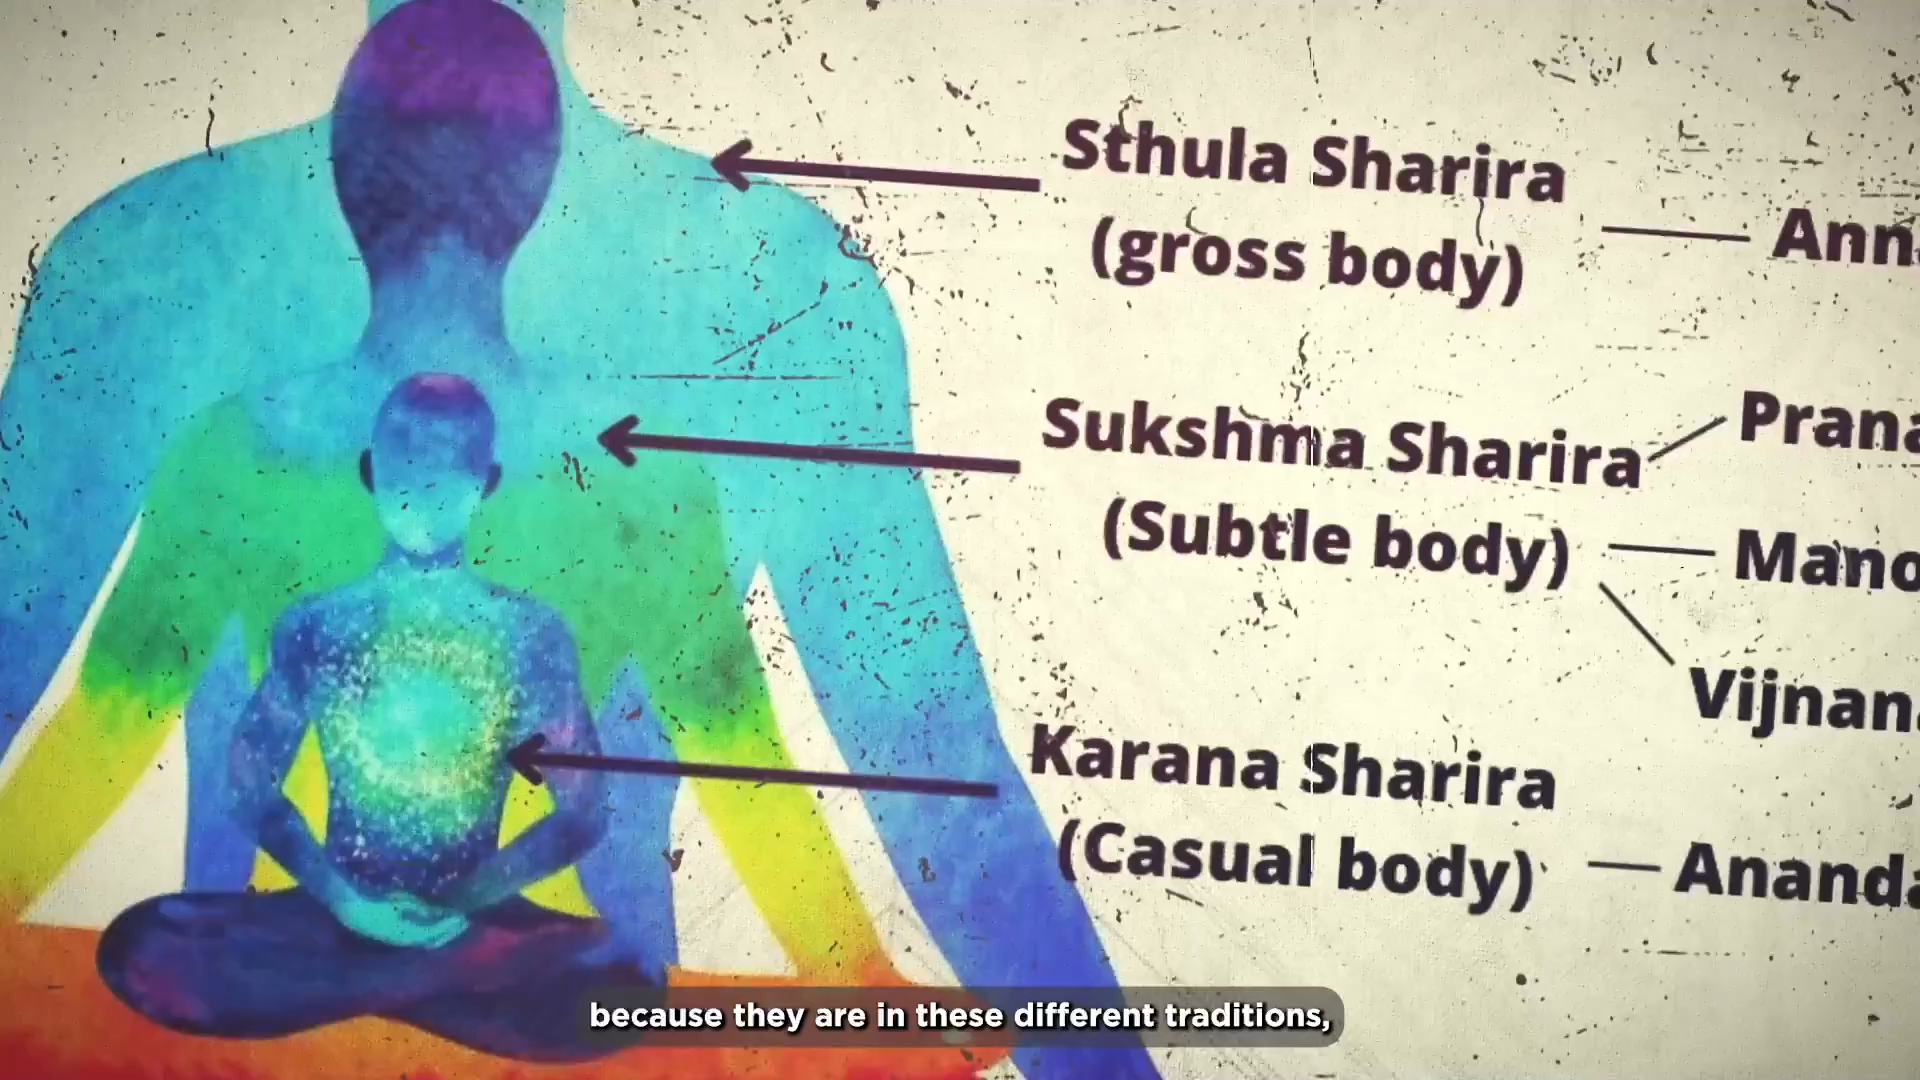 Sthula Sharira
(gross body)
Sukshma Sharira
(Subtle body)
Karana Sharira
(Casual body)
because they are in these different traditions,